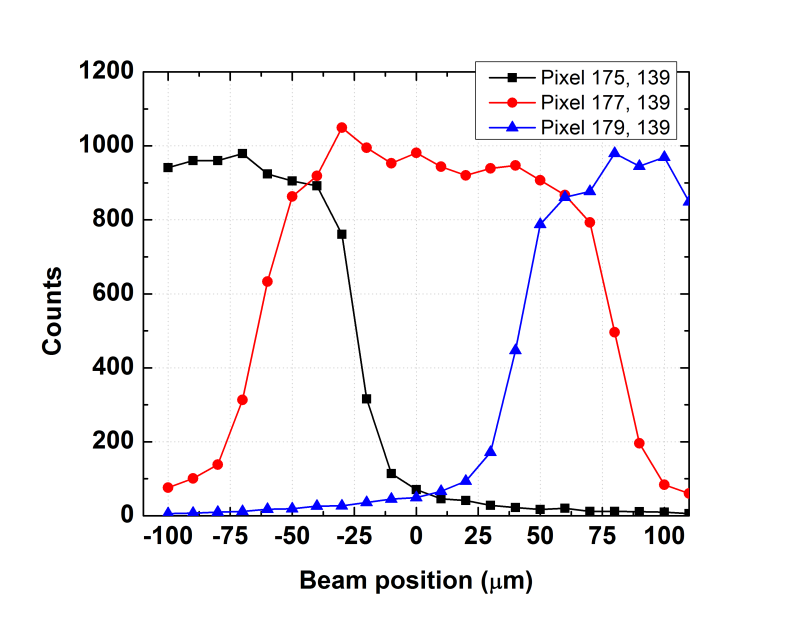 Pixel 175, 139
Pixel 177, 139
Pixel 179, 139
1200
1000
800
600
400
200
0
Counts
-100 -75 -50 -25 0 25 50 75 100
Beam position (μm)